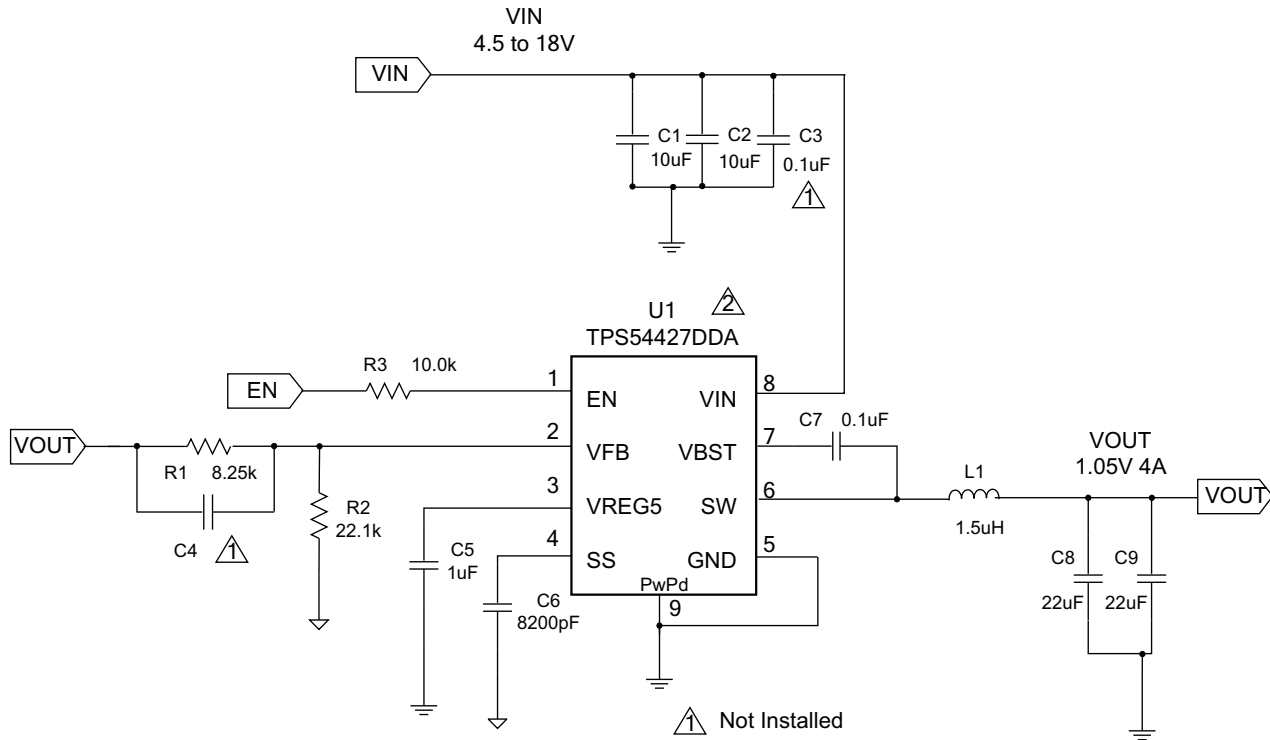 VIN
4.5 to 18V
VIN
C1
10uF
C2
10uF
C3
0.1uF
1
U1
2
TPS54427DDA
R3 10.0k
EN
1
EN
VIN
8
C7 0.1uF
VOUT
2
VFB
VBST
7
VOUT
1.05V 4A
R1 8.25k
L1
VOUT
3
VREG5
SW
6
1.5uH
R2
22.1k
C4
1
4
SS
GND
5
C5
1uF
C8
22uF
C9
22uF
PwPd
9
C6
8200pF
1 Not Installed